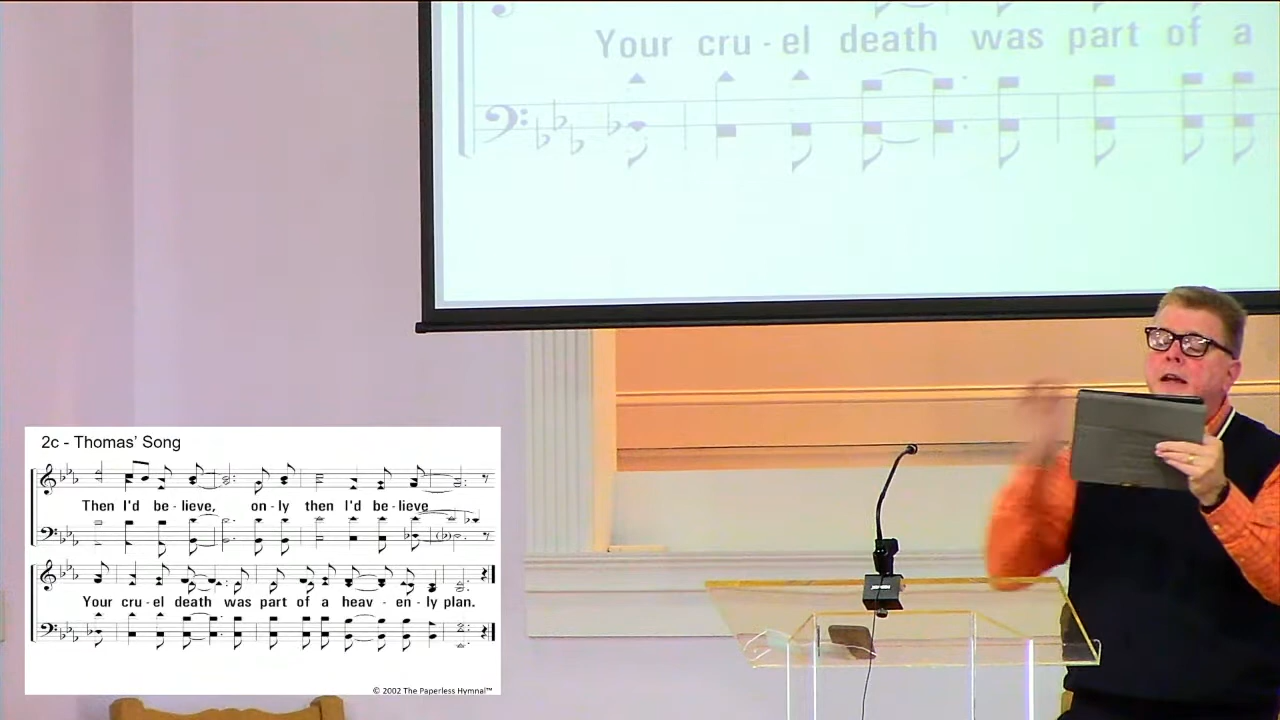 Your cru - el death was part of a
2c - Thomas' Song
Then I'd be - lieve, on - ly then I'd be - lieve
Your cru - el death was part of a heav - en - ly plan.
© 2002 The Paperless Hymnal™